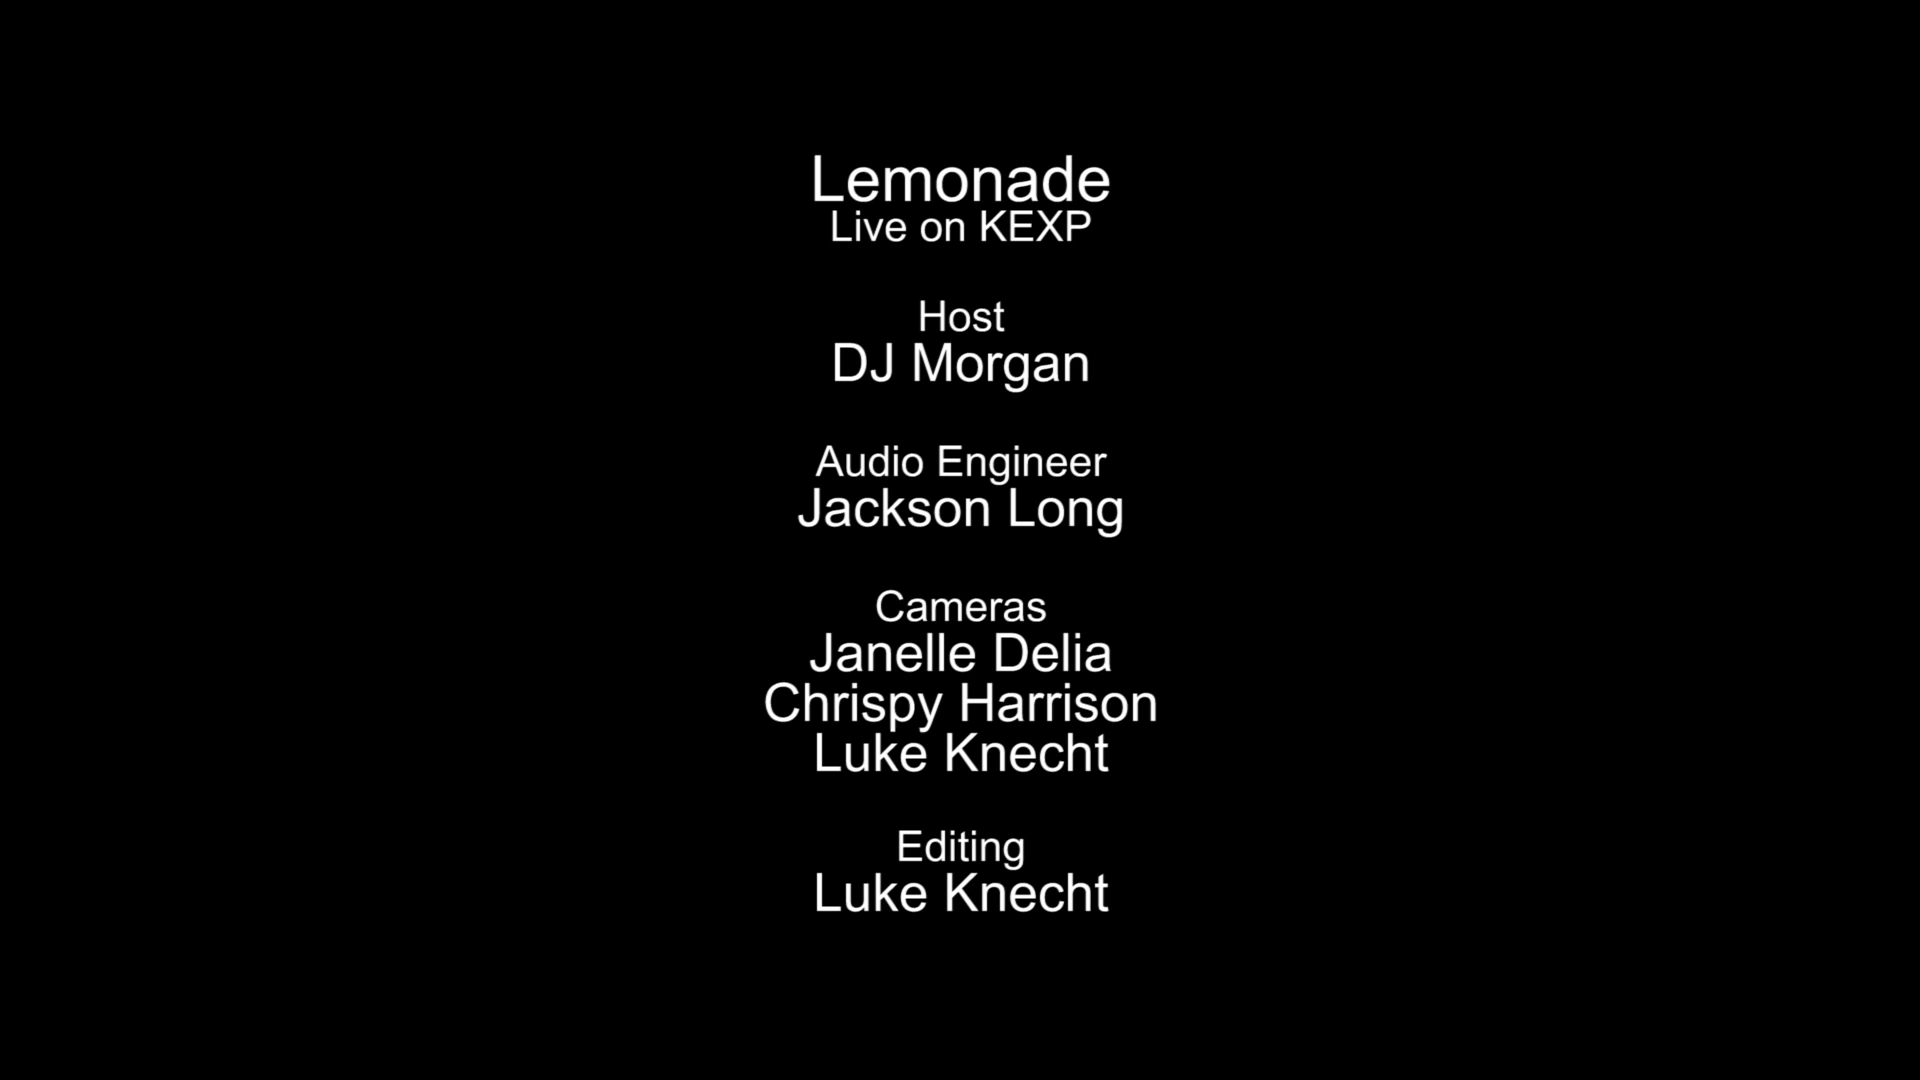 Lemonade
Live on KEXP
Host
DJ Morgan
Audio Engineer
Jackson Long
Cameras
Janelle Delia
Chrispy Harrison
Luke Knecht
Editing
Luke Knecht